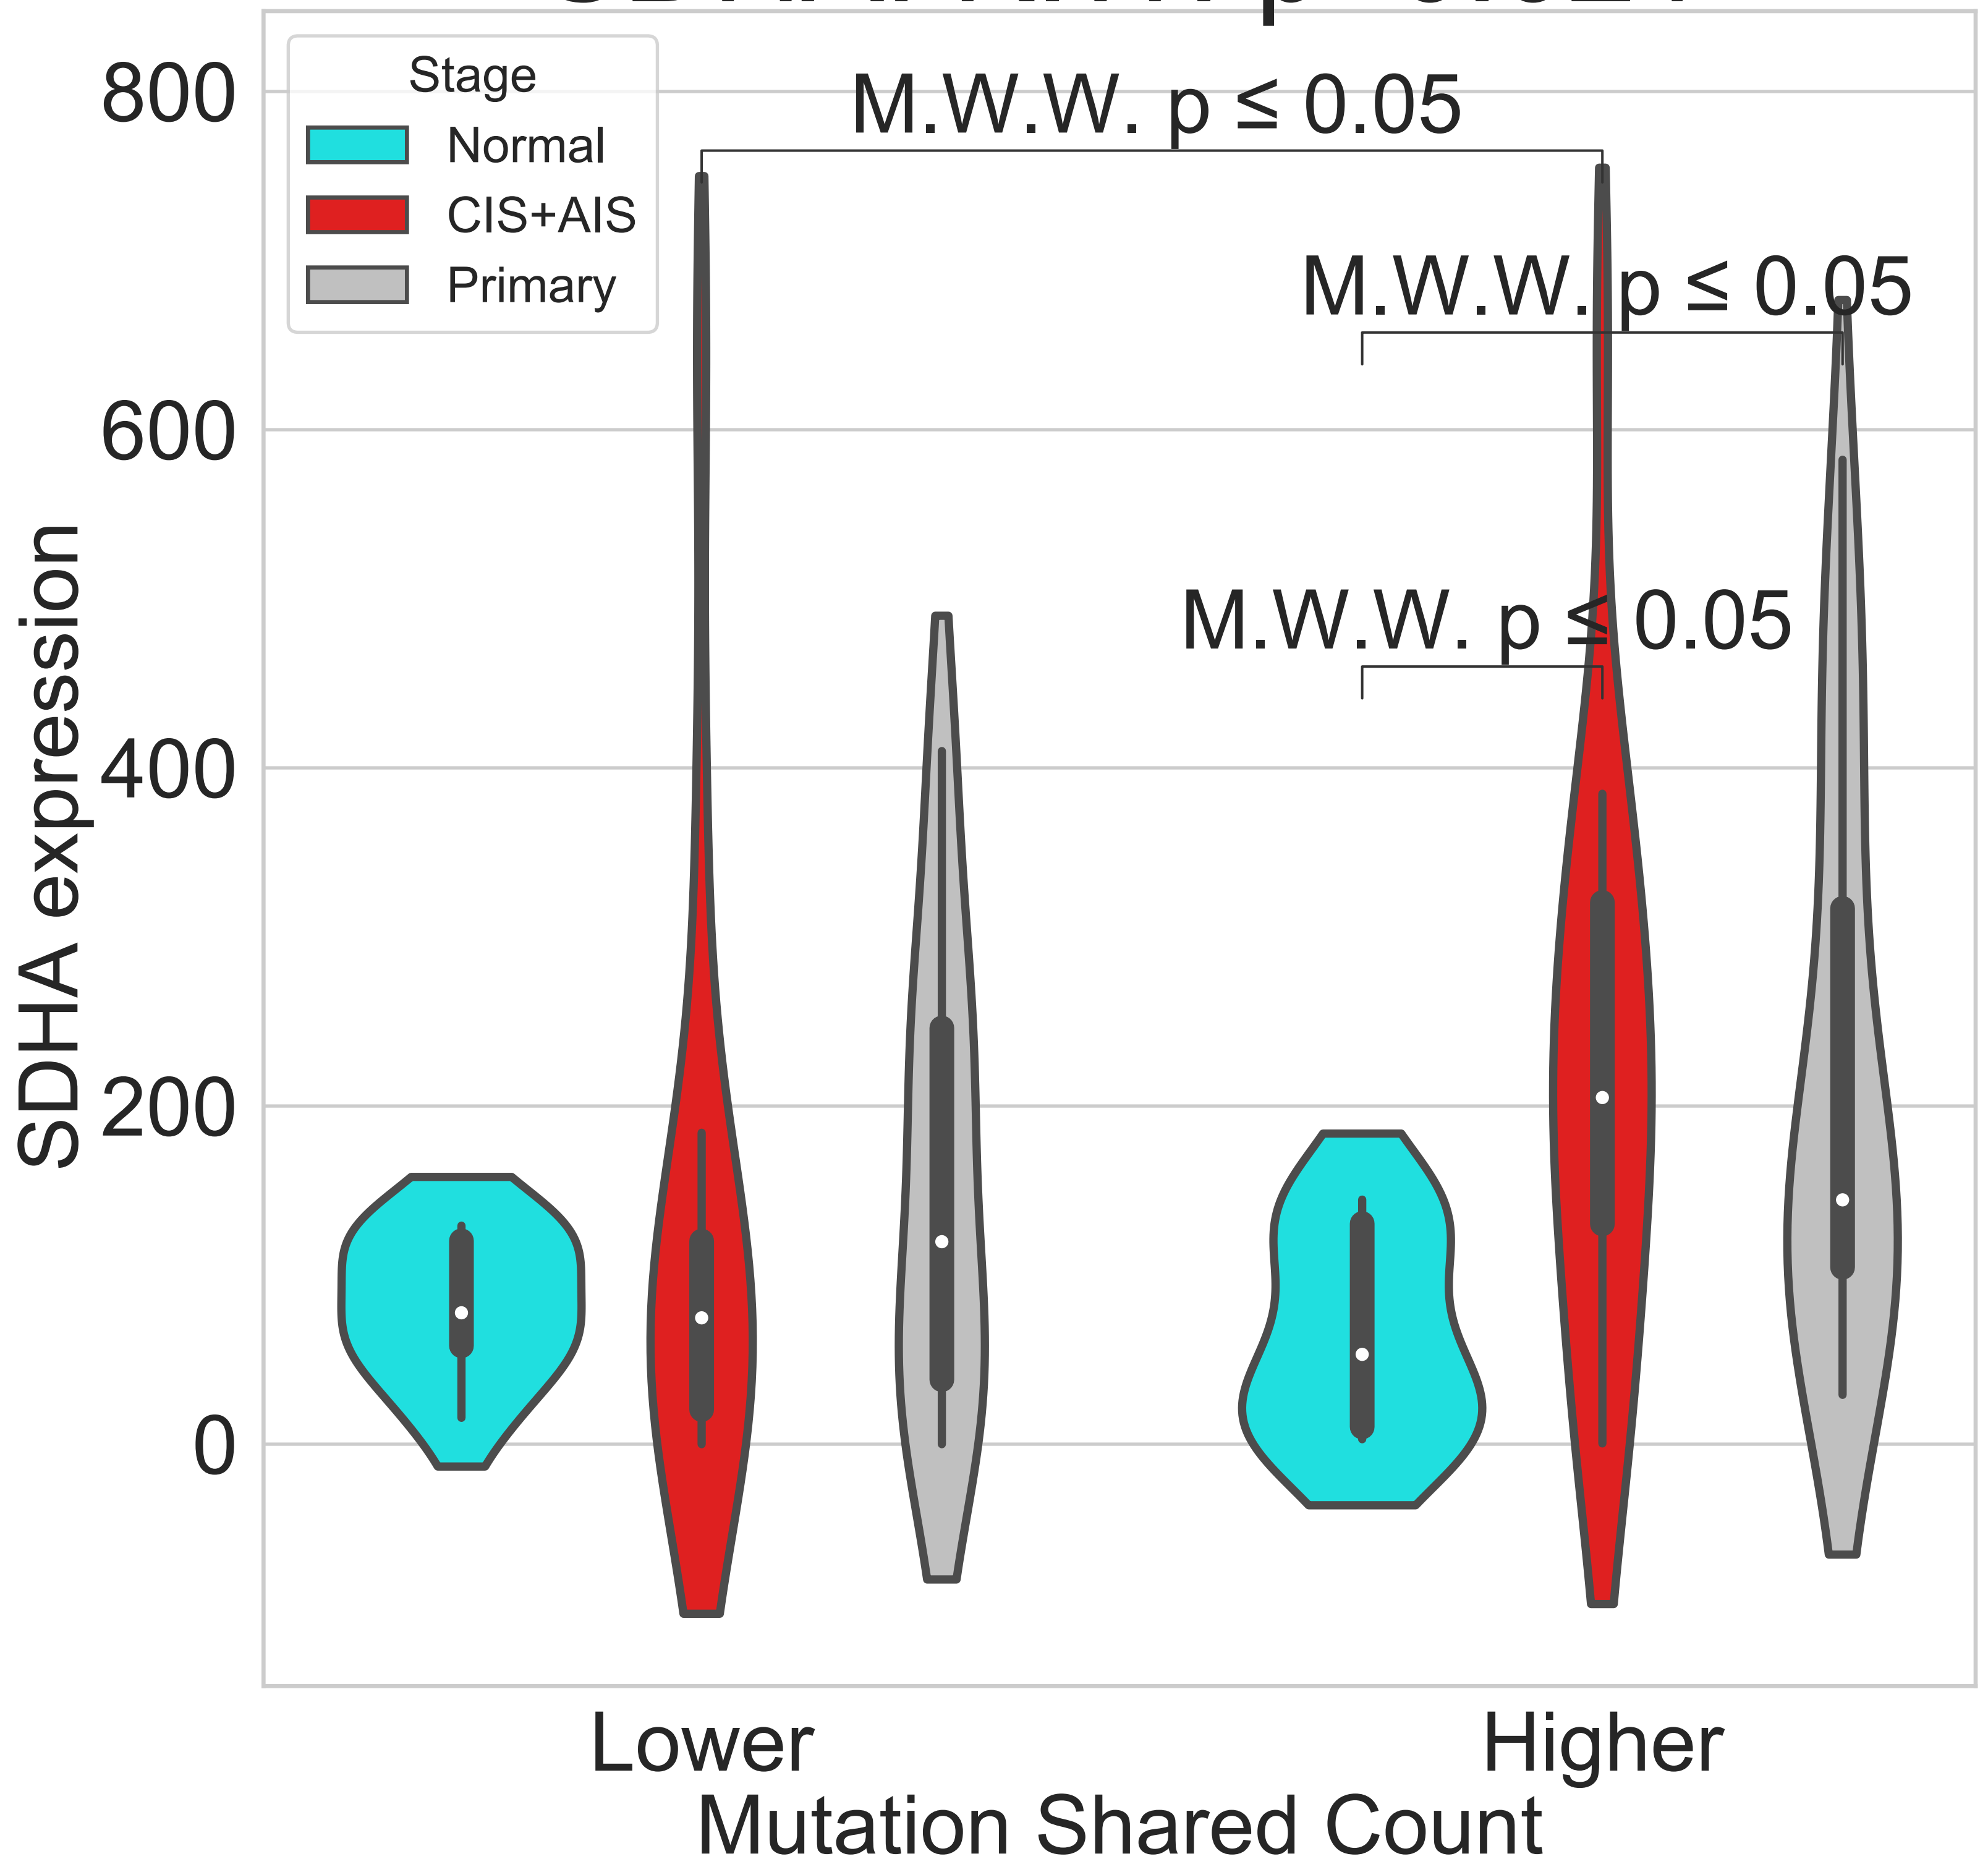 M.W.W. p ≤ 0.05
M.W.W. p ≤ 0.05
M.W.W. p ≤ 0.05
Stage
Normal
CIS+AIS
Primary
800
600
400
200
0
SDHA expression
Lower
Higher
Mutation Shared Count